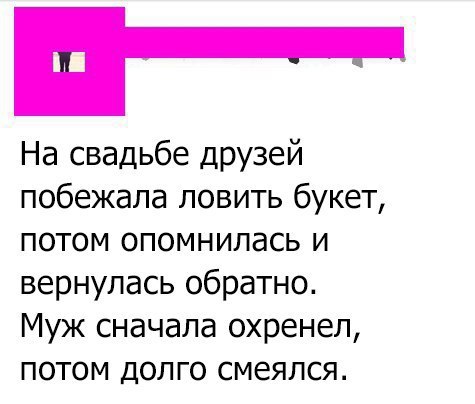 На свадьбе друзей
побежала ловить букет,
потом опомнилась и
вернулась обратно.
Муж сначала охренел,
потом долго смеялся.